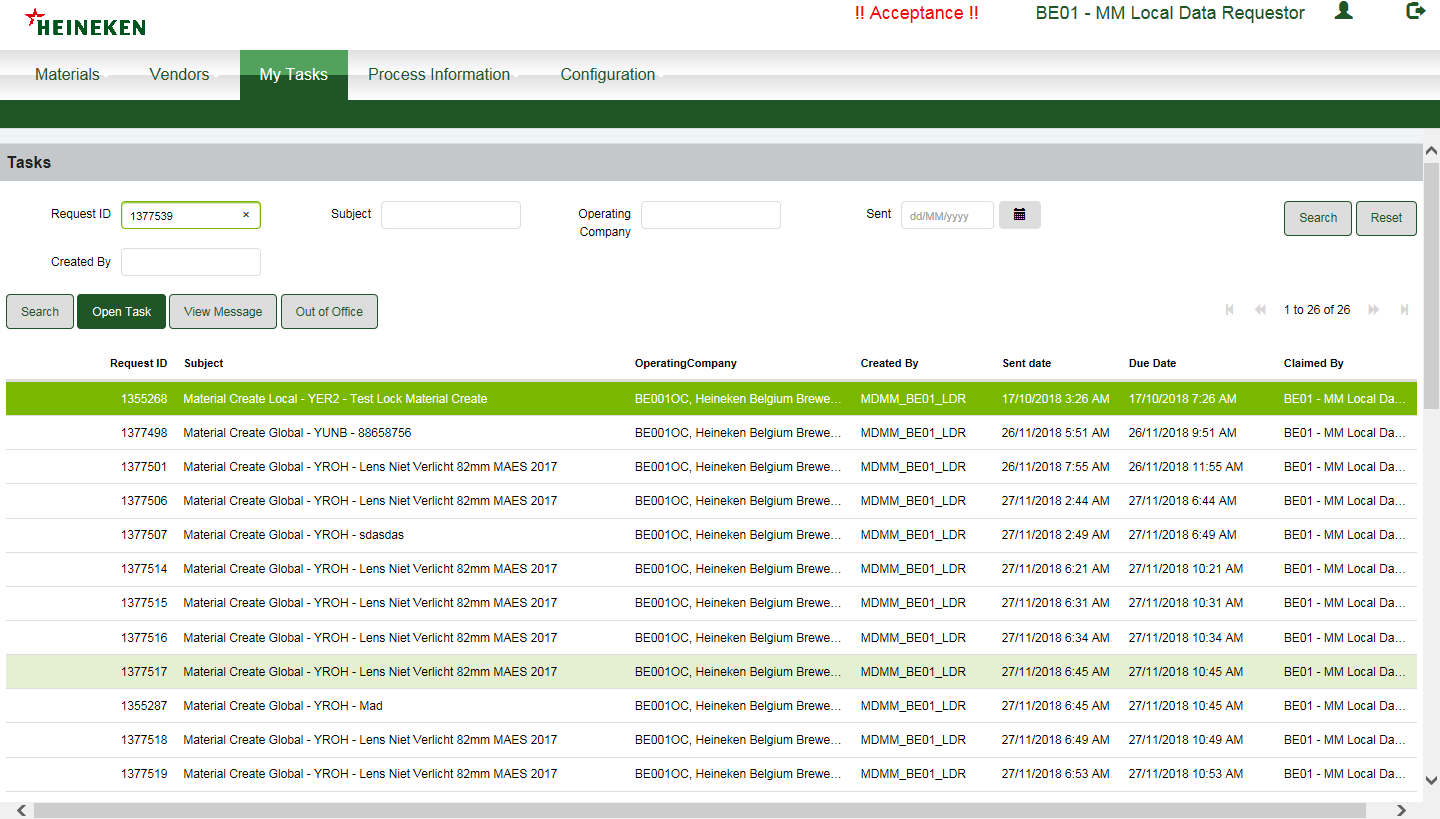 HEINEKEN
!! Acceptance !! BE01 - MM Local Data Requestor
Materials Vendors My Tasks Process Information Configuration
Tasks
Request ID 1377539 × Subject Operating Company Sent dd/MM/yyyy Search Reset
Created By
Search Open Task View Message Out of Office 1 to 26 of 26
Request ID Subject OperatingCompany Created By Sent date Due Date Claimed By
1355268 Material Create Local - YER2 - Test Lock Material Create BE001OC, Heineken Belgium Brewe... MDMM_BE01_LDR 17/10/2018 3:26 AM 17/10/2018 7:26 AM BE01 - MM Local Da...
1377498 Material Create Global - YUNB - 88658756 BE001OC, Heineken Belgium Brewe... MDMM_BE01_LDR 26/11/2018 5:51 AM 26/11/2018 9:51 AM BE01 - MM Local Da...
1377501 Material Create Global - YROH - Lens Niet Verlicht 82mm MAES 2017 BE001OC, Heineken Belgium Brewe... MDMM_BE01_LDR 26/11/2018 7:55 AM 26/11/2018 11:55 AM BE01 - MM Local Da...
1377506 Material Create Global - YROH - Lens Niet Verlicht 82mm MAES 2017 BE001OC, Heineken Belgium Brewe... MDMM_BE01_LDR 27/11/2018 2:44 AM 27/11/2018 6:44 AM BE01 - MM Local Da...
1377507 Material Create Global - YROH - sdasdas BE001OC, Heineken Belgium Brewe... MDMM_BE01_LDR 27/11/2018 2:49 AM 27/11/2018 6:49 AM BE01 - MM Local Da...
1377514 Material Create Global - YROH - Lens Niet Verlicht 82mm MAES 2017 BE001OC, Heineken Belgium Brewe... MDMM_BE01_LDR 27/11/2018 6:21 AM 27/11/2018 10:21 AM BE01 - MM Local Da...
1377515 Material Create Global - YROH - Lens Niet Verlicht 82mm MAES 2017 BE001OC, Heineken Belgium Brewe... MDMM_BE01_LDR 27/11/2018 6:31 AM 27/11/2018 10:31 AM BE01 - MM Local Da...
1377516 Material Create Global - YROH - Lens Niet Verlicht 82mm MAES 2017 BE001OC, Heineken Belgium Brewe... MDMM_BE01_LDR 27/11/2018 6:34 AM 27/11/2018 10:34 AM BE01 - MM Local Da...
1377517 Material Create Global - YROH - Lens Niet Verlicht 82mm MAES 2017 BE001OC, Heineken Belgium Brewe... MDMM_BE01_LDR 27/11/2018 6:45 AM 27/11/2018 10:45 AM BE01 - MM Local Da...
1355287 Material Create Global - YROH - Mad BE001OC, Heineken Belgium Brewe... MDMM_BE01_LDR 27/11/2018 6:45 AM 27/11/2018 10:45 AM BE01 - MM Local Da...
1377518 Material Create Global - YROH - Lens Niet Verlicht 82mm MAES 2017 BE001OC, Heineken Belgium Brewe... MDMM_BE01_LDR 27/11/2018 6:49 AM 27/11/2018 10:49 AM BE01 - MM Local Da...
1377519 Material Create Global - YROH - Lens Niet Verlicht 82mm MAES 2017 BE001OC, Heineken Belgium Brewe... MDMM_BE01_LDR 27/11/2018 6:53 AM 27/11/2018 10:53 AM BE01 - MM Local Da...